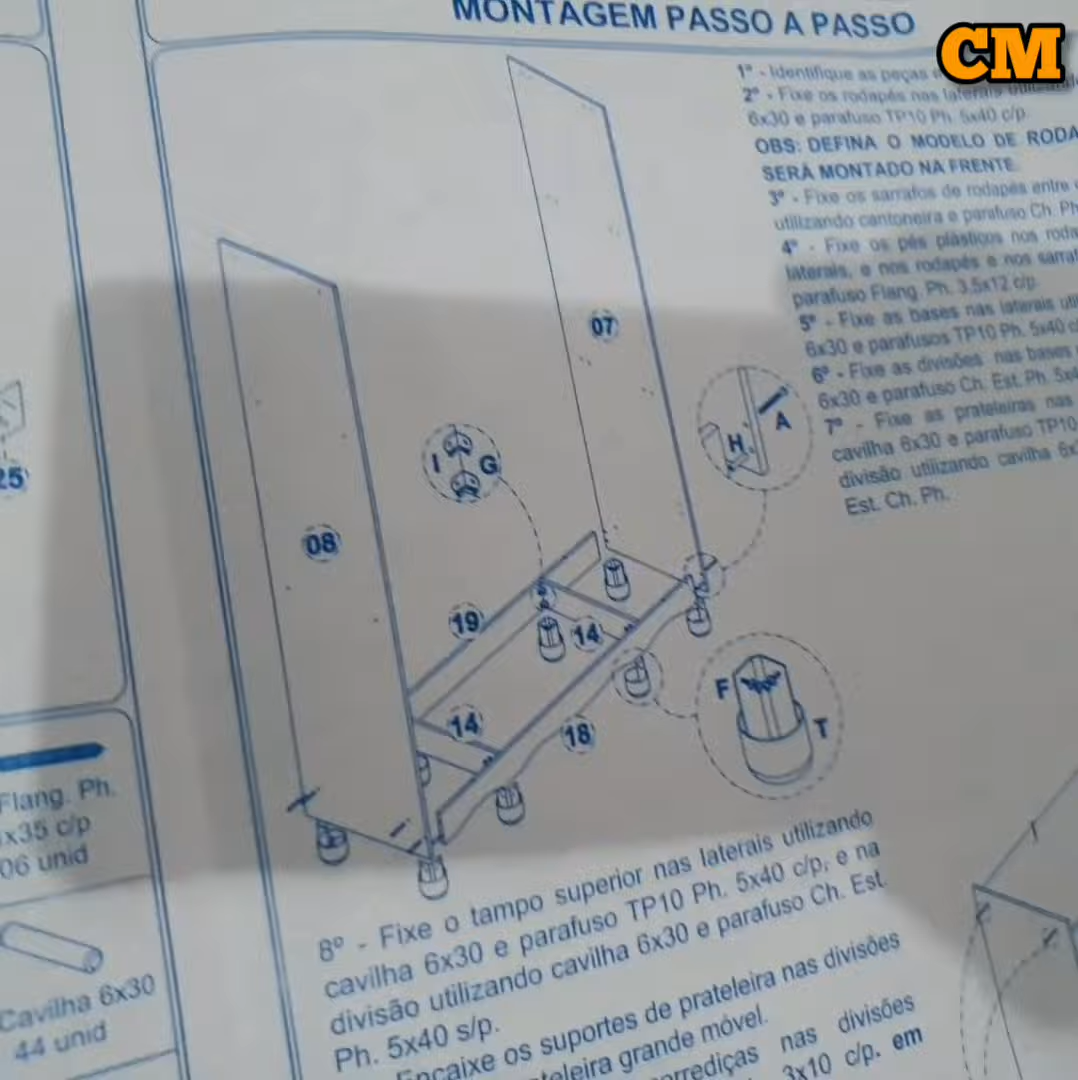 MONTAGEM PASSO A PASSO
CM
1º - Identifique as peças
2º - Fixe os rodapés nas laterais
6x30 e parafuso TP10 Ph. 5x40 c/p.
OBS: DEFINA O MODELO DE RODA
SERÁ MONTADO NA FRENTE.
3º - Fixe os sarrafos de rodapés entre
utilizando cantoneira e parafuso Ch. Ph
4º - Fixe os pés plásticos nos roda
laterais, e nos rodapés e nos sarraf
parafuso Flang. Ph. 3,5x12 c/p.
5º - Fixe as bases nas laterais uti
6x30 e parafusos TP10 Ph. 5x40 c/
6º - Fixe as divisões nas bases
6x30 e parafuso Ch. Est. Ph. 5x4
7º - Fixe as prateleiras nas
cavilha 6x30 e parafuso TP10
divisão utilizando cavilha 6x
Est. Ch. Ph.
07
A
H
I
G
08
25
19
14
14
18
F
T
Flang. Ph.
x35 c/p
06 unid
Cavilha 6x30
44 unid
8º - Fixe o tampo superior nas laterais utilizando
cavilha 6x30 e parafuso TP10 Ph. 5x40 c/p, e na
divisão utilizando cavilha 6x30 e parafuso Ch. Est.
Ph. 5x40 s/p.
Encaixe os suportes de prateleira nas divisões
teleira grande móvel.
orrediças nas divisões
3x10 c/p. em